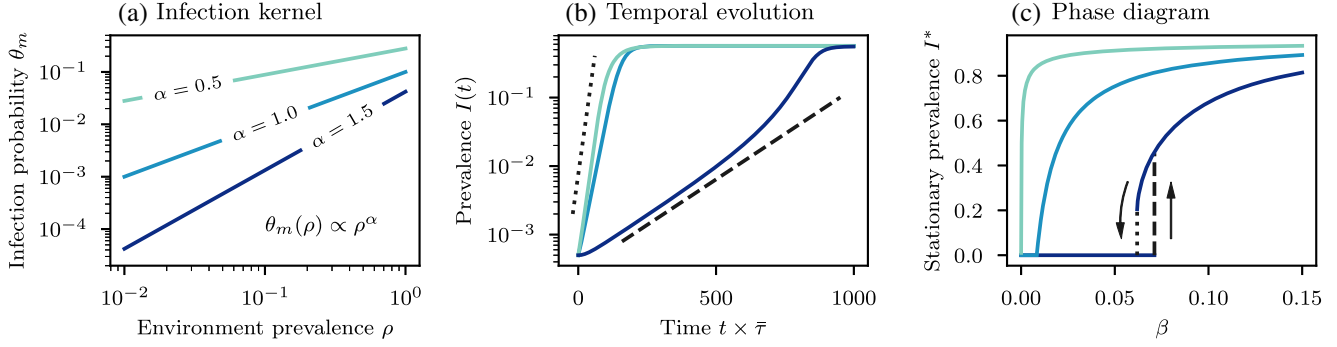 (a) Infection kernel
Infection probability θ_m
10⁻¹
10⁻²
10⁻³
10⁻⁴
α = 0.5
α = 1.0
α = 1.5
θ_m(ρ) ∝ ρ^α
10⁻² 10⁻¹ 10⁰
Environment prevalence ρ
(b) Temporal evolution
Prevalence I(t)
10⁻¹
10⁻²
10⁻³
0 500 1000
Time t × τ̄
(c) Phase diagram
Stationary prevalence I*
0.8
0.6
0.4
0.2
0.0
0.00 0.05 0.10 0.15
β